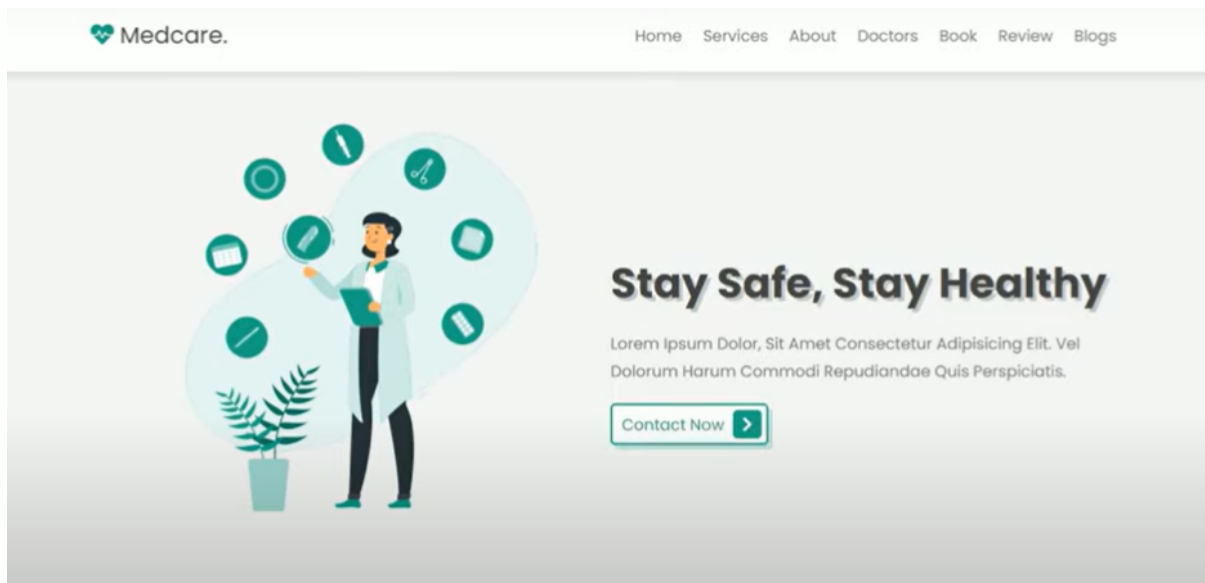 Medcare.
Home Services About Doctors Book Review Blogs
Stay Safe, Stay Healthy
Lorem Ipsum Dolor, Sit Amet Consectetur Adipisicing Elit. Vel
Dolorum Harum Commodi Repudiandae Quis Perspiciatis.
Contact Now